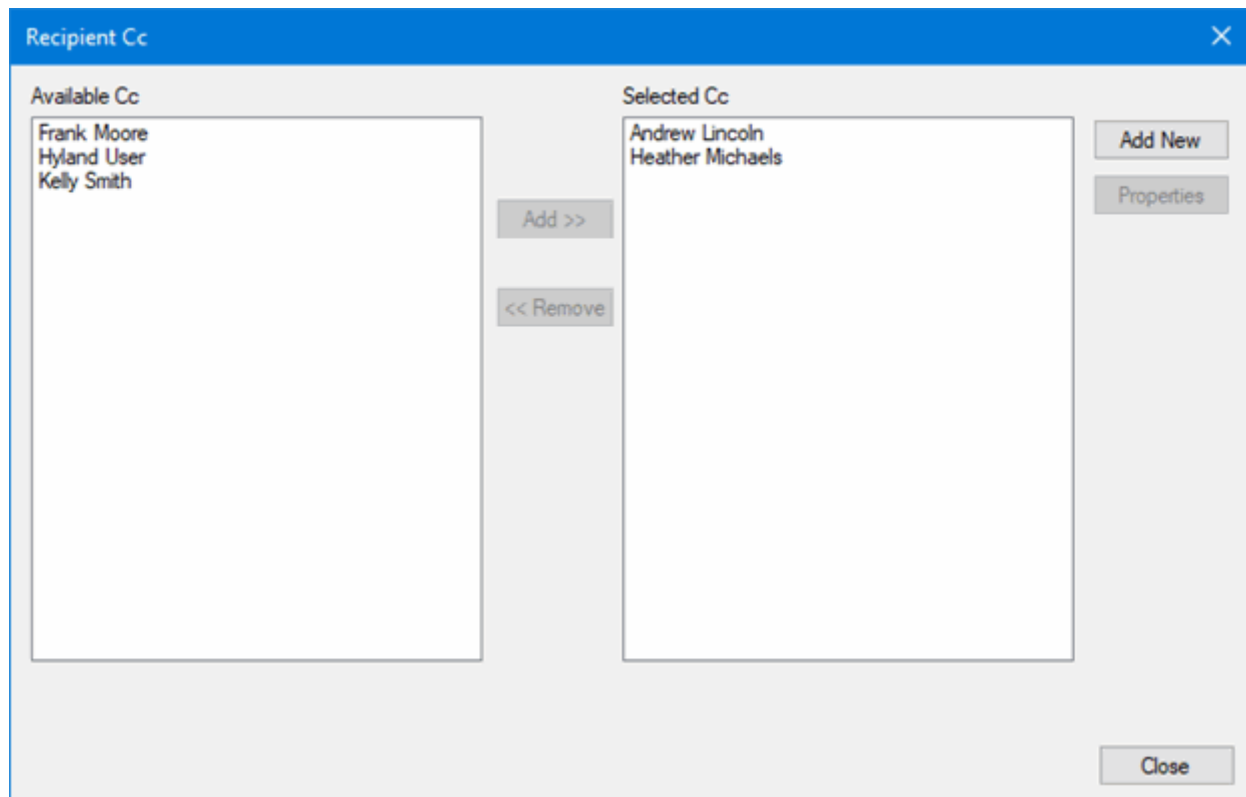 Recipient Cc
Available Cc
Frank Moore
Hyland User
Kelly Smith
Add >>
<< Remove
Selected Cc
Andrew Lincoln
Heather Michaels
Add New
Properties
Close